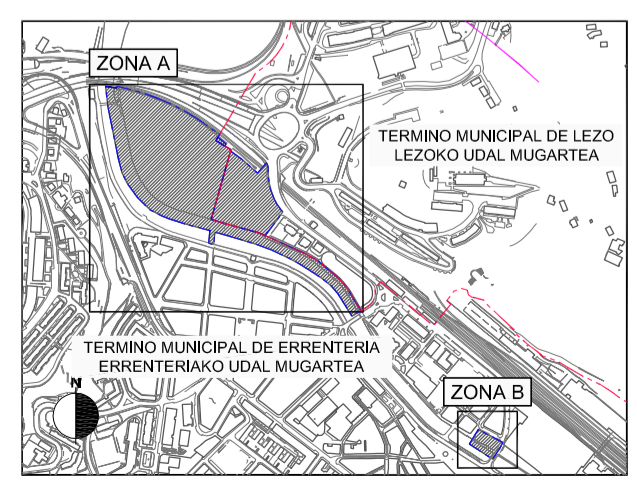 ZONA A
TERMINO MUNICIPAL DE LEZO
LEZOKO UDAL MUGARTEA
TERMINO MUNICIPAL DE ERRENTERIA
ERRENTERIAKO UDAL MUGARTEA
N
ZONA B